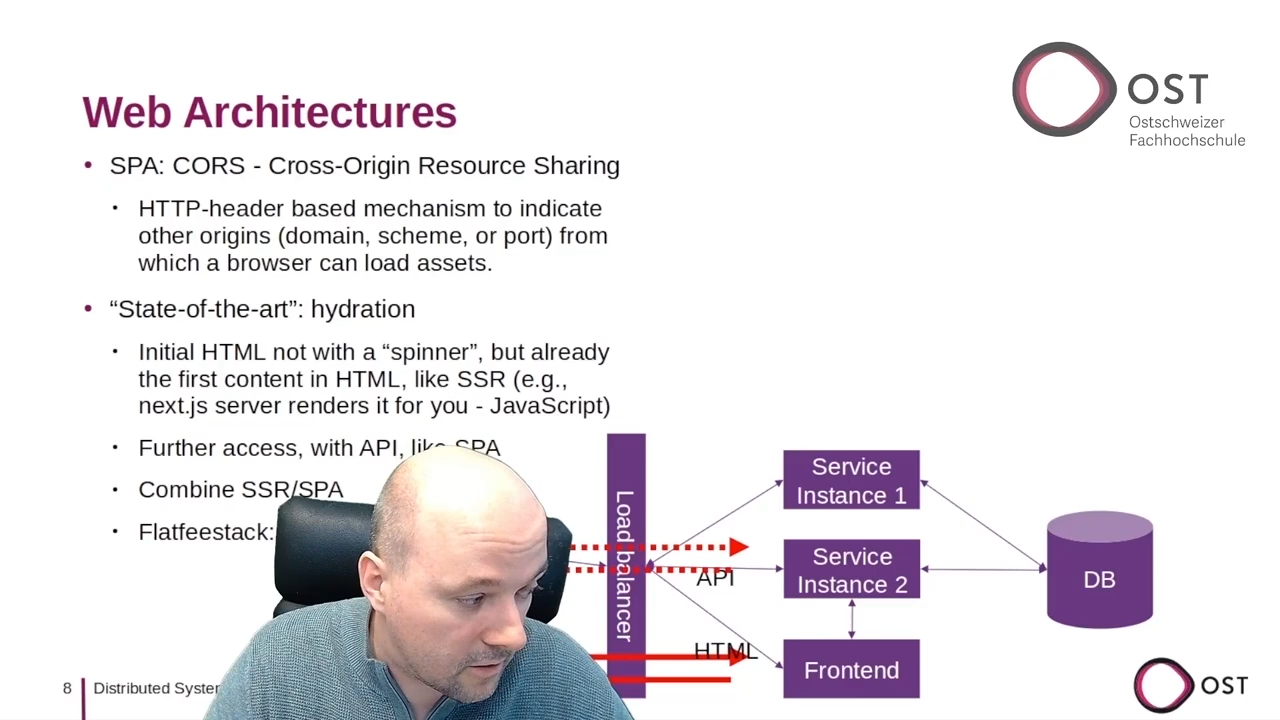 OST
Ostschweizer
Fachhochschule
Web Architectures
• SPA: CORS - Cross-Origin Resource Sharing
• HTTP-header based mechanism to indicate
other origins (domain, scheme, or port) from
which a browser can load assets.
• “State-of-the-art”: hydration
• Initial HTML not with a “spinner”, but already
the first content in HTML, like SSR (e.g.,
next.js server renders it for you - JavaScript)
• Further access, with API, like SPA
• Combine SSR/SPA
• Flatfeestack:
Load balancer
Service
Instance 1
Service
Instance 2
API
DB
HTML
Frontend
8 Distributed
OST